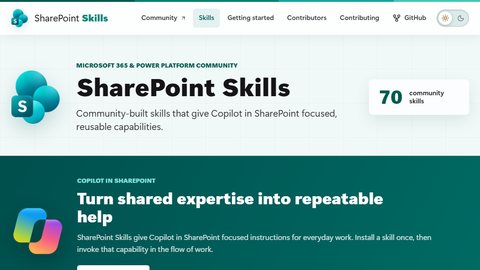 SharePoint Skills
Community ↗ Skills Getting started Contributors Contributing GitHub
MICROSOFT 365 & POWER PLATFORM COMMUNITY
SharePoint Skills
Community-built skills that give Copilot in SharePoint focused,
reusable capabilities.
70 community
skills
COPILOT IN SHAREPOINT
Turn shared expertise into repeatable
help
SharePoint Skills give Copilot in SharePoint focused instructions for everyday work. Install a skill once, then
invoke that capability in the flow of work.